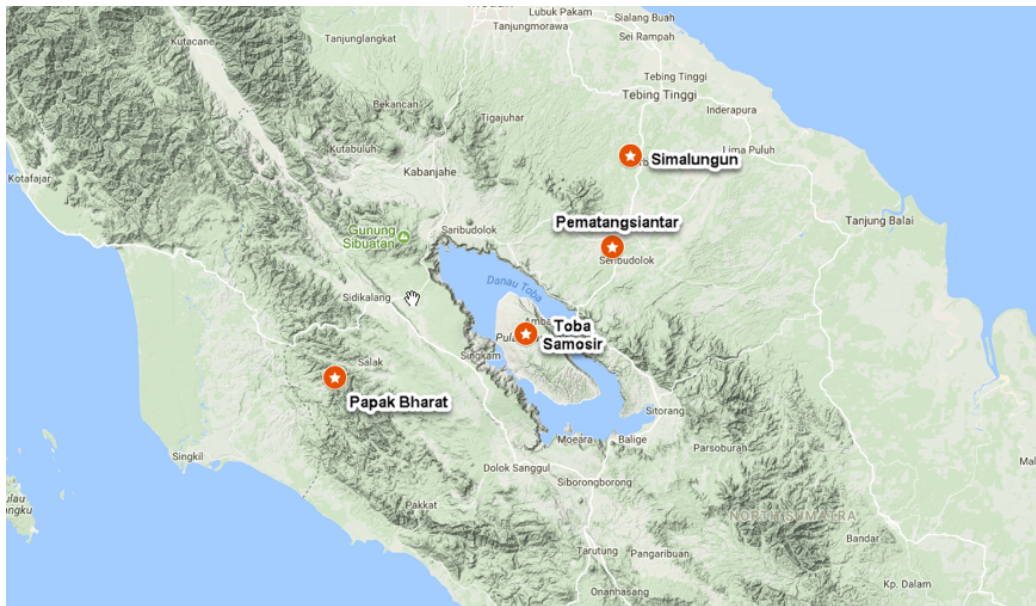 Lubuk Pakam
Sialang Buah
Tanjungmorawa
Sei Rampah
Tanjunglangkat
Kutacane
Tebing Tinggi
Tebing Tinggi
Bekancan
Inderapura
Tigajuhar
Kutabuluh
Lima Puluh
Simalungun
Kabanjahe
Kotafajar
Pematangsiantar
Tanjung Balai
Gunung
Sibuatan
Saribudolok
Seribudolok
Danau Toba
Sidikalang
Toba
Samosir
Singkam
Salak
Papak Bharat
Sitorang
Moeara
Balige
Parsoburan
Singkil
Dolok Sanggul
Siborongborong
Pakkat
NORTH SUMATRA
Bandar
Tarutung
Pangaribuan
Kp. Dalam
Onanhasang